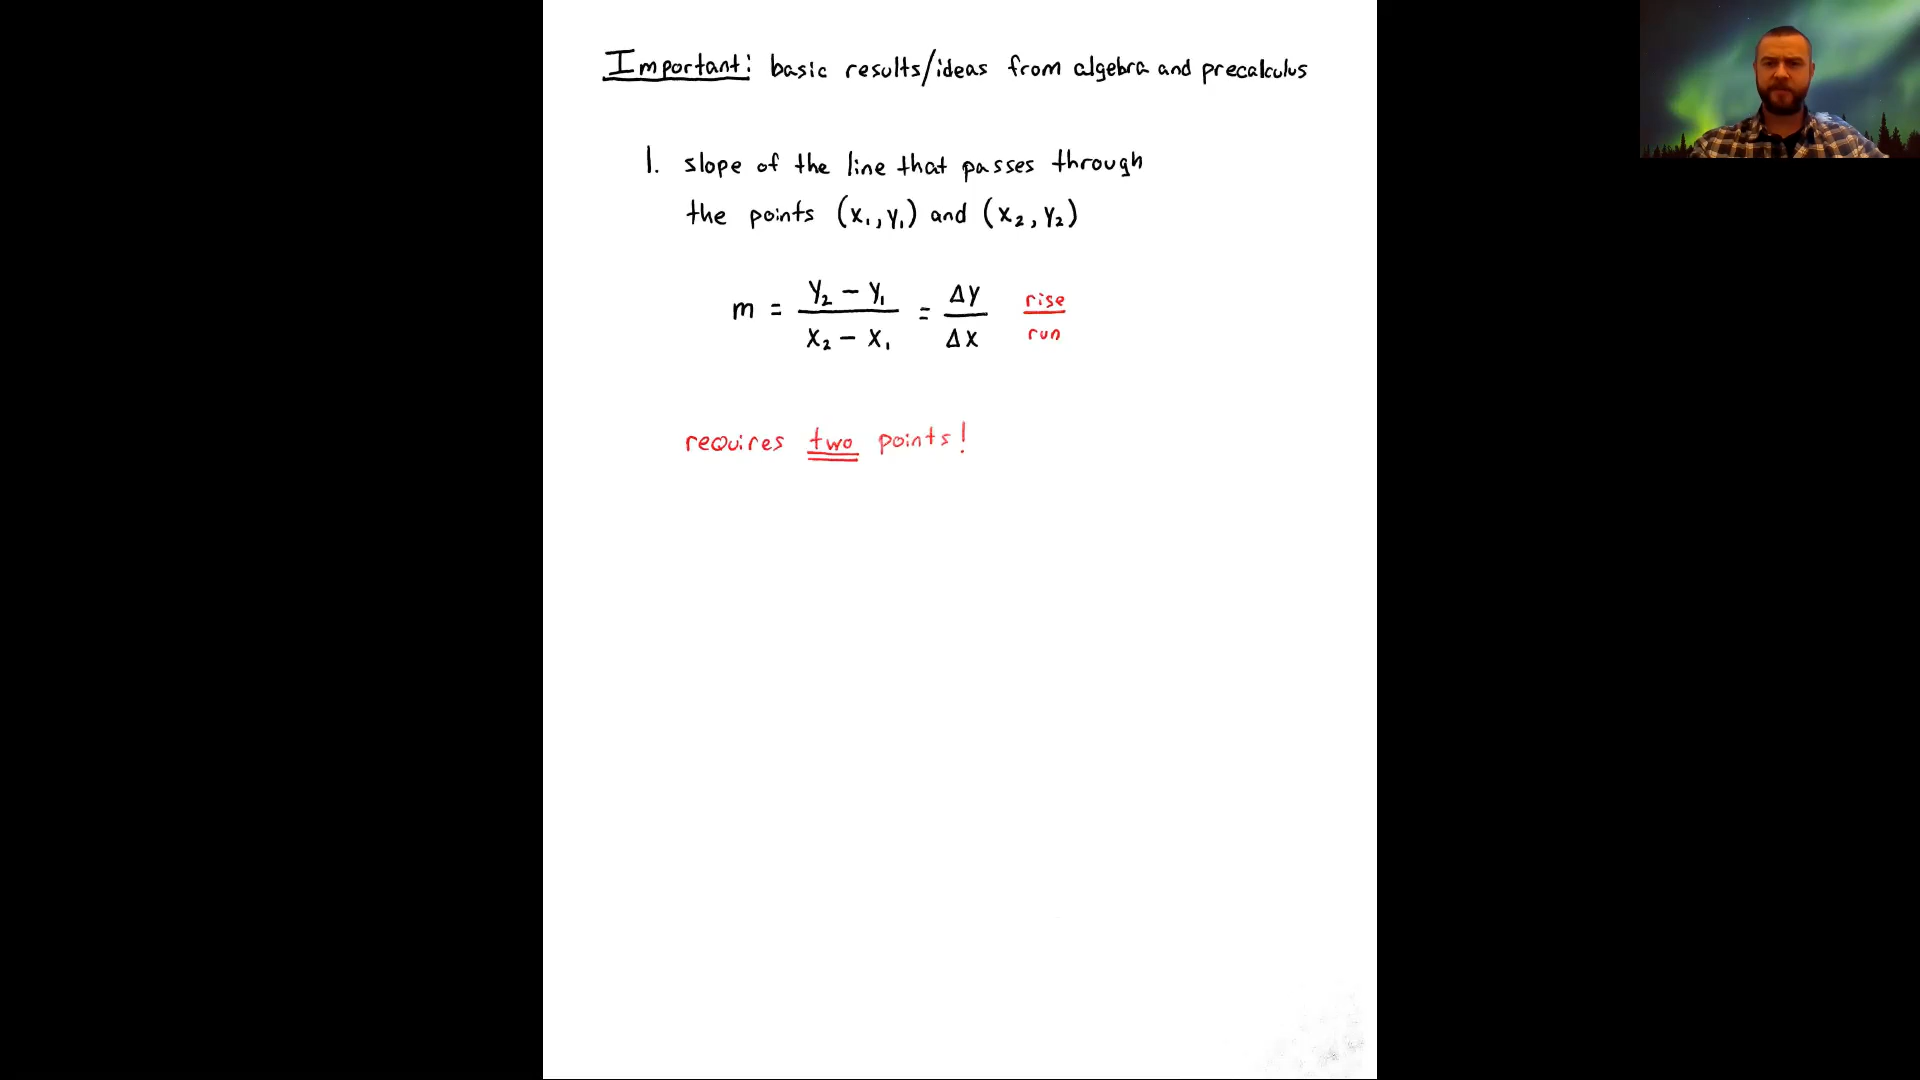 Important: basic results/ideas from algebra and precalculus
1. slope of the line that passes through
the points (x₁, y₁) and (x₂, y₂)
m = (y₂ − y₁)/(x₂ − x₁) = Δy/Δx rise/run
requires two points!